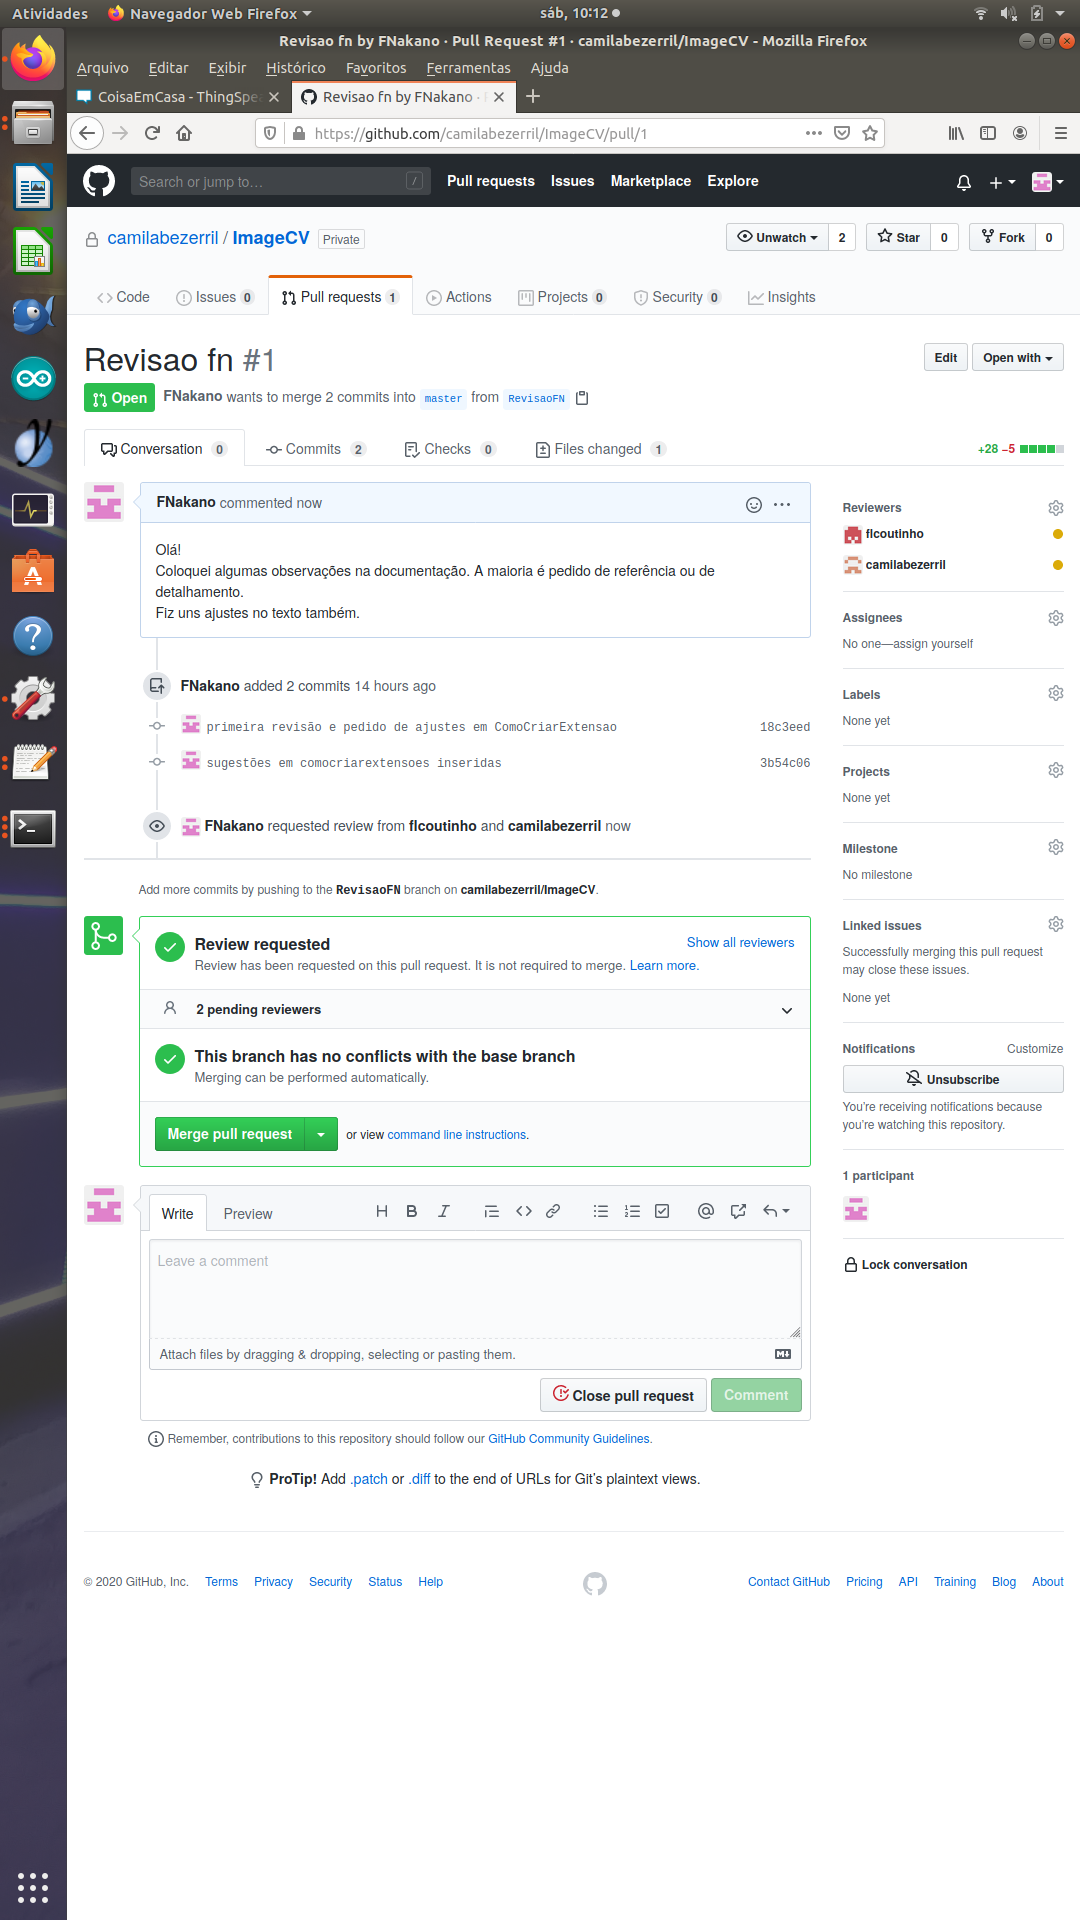 Atividades Navegador Web Firefox sáb, 10:12
Revisao fn by FNakano · Pull Request #1 · camilabezerril/ImageCV - Mozilla Firefox
Arquivo Editar Exibir Histórico Favoritos Ferramentas Ajuda
CoisaEmCasa - ThingSpe Revisao fn by FNakano ·
https://github.com/camilabezerril/ImageCV/pull/1
Search or jump to… / Pull requests Issues Marketplace Explore
camilabezerril / ImageCV Private Unwatch 2 Star 0 Fork 0
Code Issues 0 Pull requests 1 Actions Projects 0 Security 0 Insights
Revisao fn #1 Edit Open with
Open FNakano wants to merge 2 commits into master from RevisaoFN
Conversation 0 Commits 2 Checks 0 Files changed 1 +28 −5
FNakano commented now
Olá!
Coloquei algumas observações na documentação. A maioria é pedido de referência ou de
detalhamento.
Fiz uns ajustes no texto também.
FNakano added 2 commits 14 hours ago
primeira revisão e pedido de ajustes em ComoCriarExtensao 18c3eed
sugestões em comocriarextensoes inseridas 3b54c06
FNakano requested review from flcoutinho and camilabezerril now
Add more commits by pushing to the RevisaoFN branch on camilabezerril/ImageCV.
Review requested Show all reviewers
Review has been requested on this pull request. It is not required to merge. Learn more.
2 pending reviewers
This branch has no conflicts with the base branch
Merging can be performed automatically.
Merge pull request or view command line instructions.
Write Preview
Leave a comment
Attach files by dragging & dropping, selecting or pasting them.
Close pull request Comment
Remember, contributions to this repository should follow our GitHub Community Guidelines.
ProTip! Add .patch or .diff to the end of URLs for Git's plaintext views.
Reviewers
flcoutinho
camilabezerril
Assignees
No one—assign yourself
Labels
None yet
Projects
None yet
Milestone
No milestone
Linked issues
Successfully merging this pull request
may close these issues.
None yet
Notifications Customize
Unsubscribe
You're receiving notifications because
you're watching this repository.
1 participant
Lock conversation
© 2020 GitHub, Inc. Terms Privacy Security Status Help Contact GitHub Pricing API Training Blog About